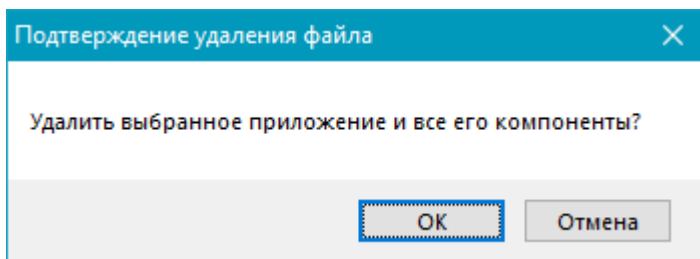 Подтверждение удаления файла
Удалить выбранное приложение и все его компоненты?
ОК
Отмена